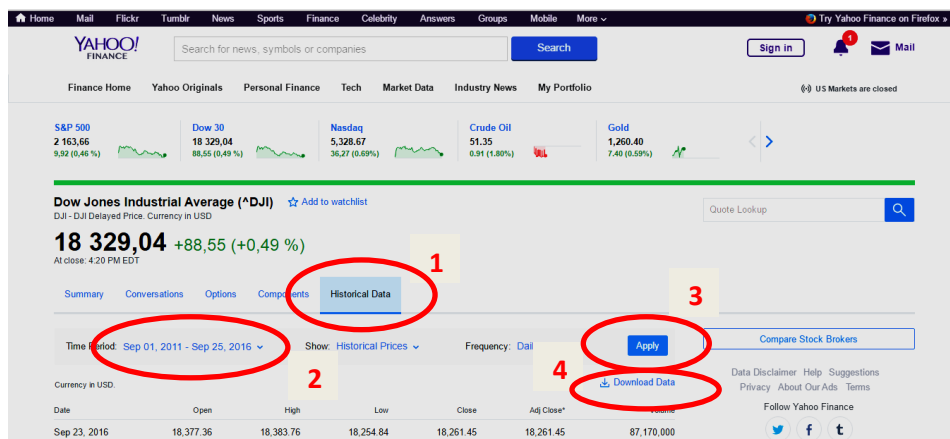 Home Mail Flickr Tumblr News Sports Finance Celebrity Answers Groups Mobile More Try Yahoo Finance on Firefox »
YAHOO! FINANCE
Search for news, symbols or companies Search Sign in 1 Mail
Finance Home Yahoo Originals Personal Finance Tech Market Data Industry News My Portfolio US Markets are closed
S&P 500 Dow 30 Nasdaq Crude Oil Gold
2 163,66 18 329,04 5,328.67 51.35 1,260.40
9,92 (0,46 %) 88,55 (0,49 %) 36,27 (0.69%) 0.91 (1.80%) 7.40 (0.59%)
Dow Jones Industrial Average (^DJI) Add to watchlist
DJI - DJI Delayed Price. Currency in USD
Quote Lookup
18 329,04 +88,55 (+0,49 %)
At close: 4:20 PM EDT
1
Summary Conversations Options Components Historical Data
3
Time Period: Sep 01, 2011 - Sep 25, 2016 Show: Historical Prices Frequency: Apply
Compare Stock Brokers
2
4
Currency in USD. Download Data
Data Disclaimer Help Suggestions
Privacy About Our Ads Terms
Follow Yahoo Finance
Date Open High Low Close Adj Close* Volume
Sep 23, 2016 18,377.36 18,383.76 18,254.84 18,261.45 18,261.45 87,170,000